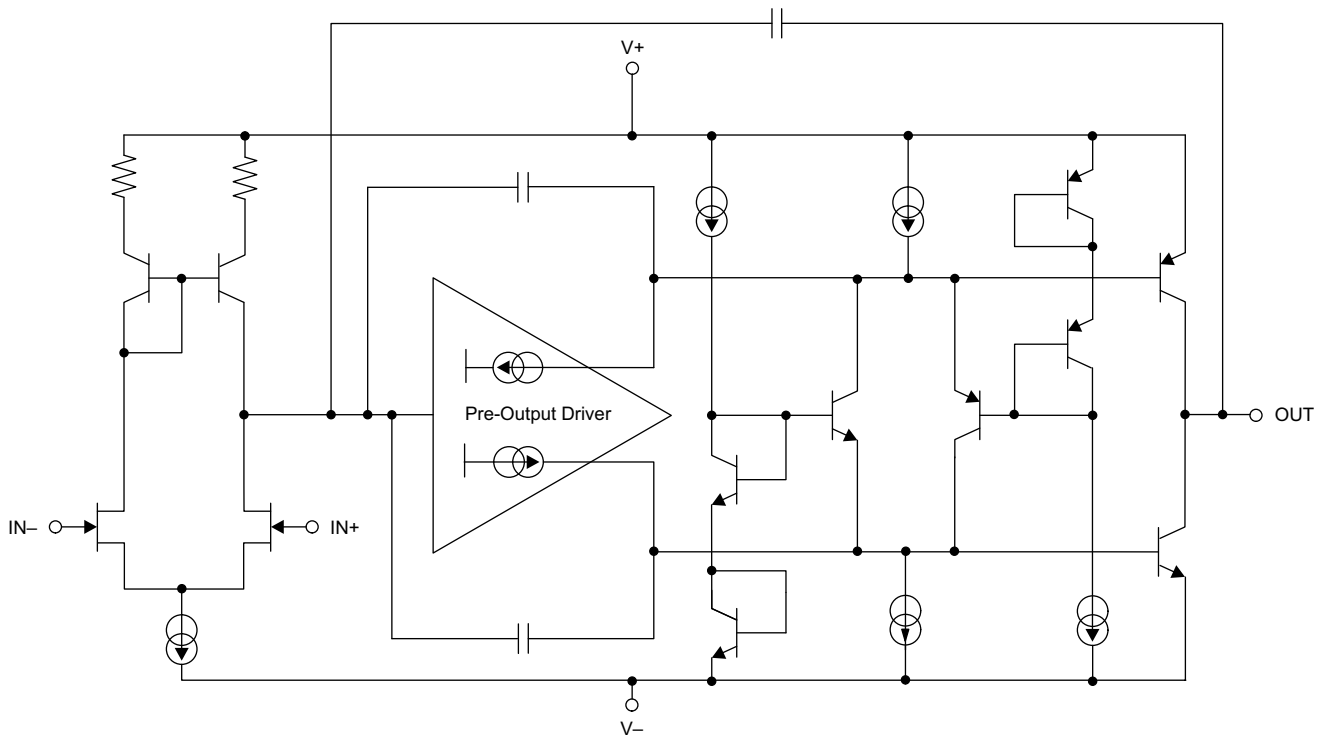 V+
Pre-Output Driver
OUT
IN–
IN+
V–